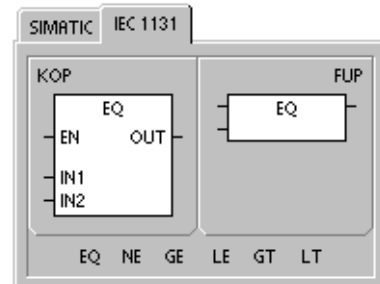 SIMATIC IEC 1131
KOP FUP
EQ EQ
EN OUT
IN1
IN2
EQ NE GE LE GT LT